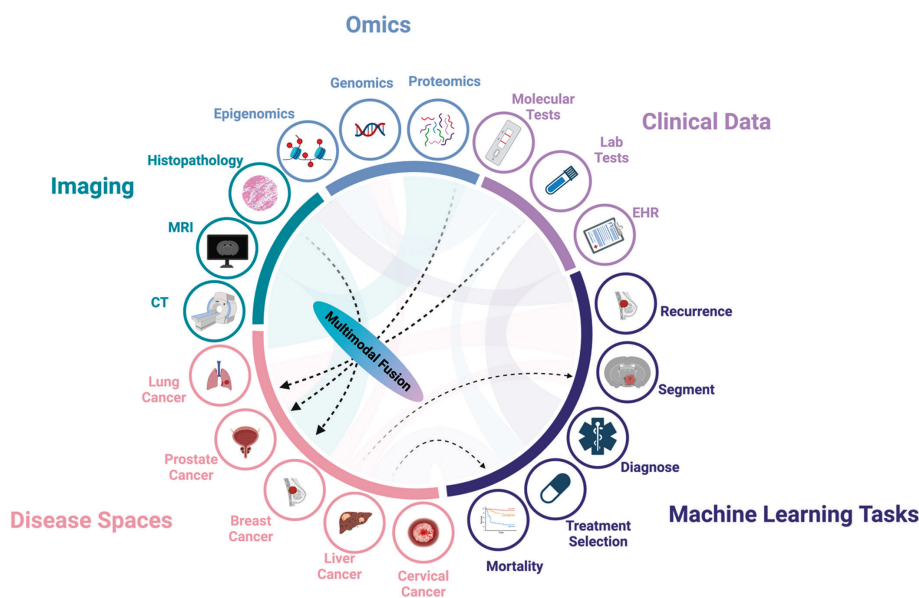 Omics
Genomics
Proteomics
Epigenomics
Molecular
Tests
Clinical Data
Lab
Tests
Histopathology
Imaging
EHR
MRI
CT
Recurrence
Multimodal Fusion
Lung
Cancer
Segment
Prostate
Cancer
Diagnose
Disease Spaces
Breast
Cancer
Machine Learning Tasks
Treatment
Selection
Liver
Cancer
Mortality
Cervical
Cancer